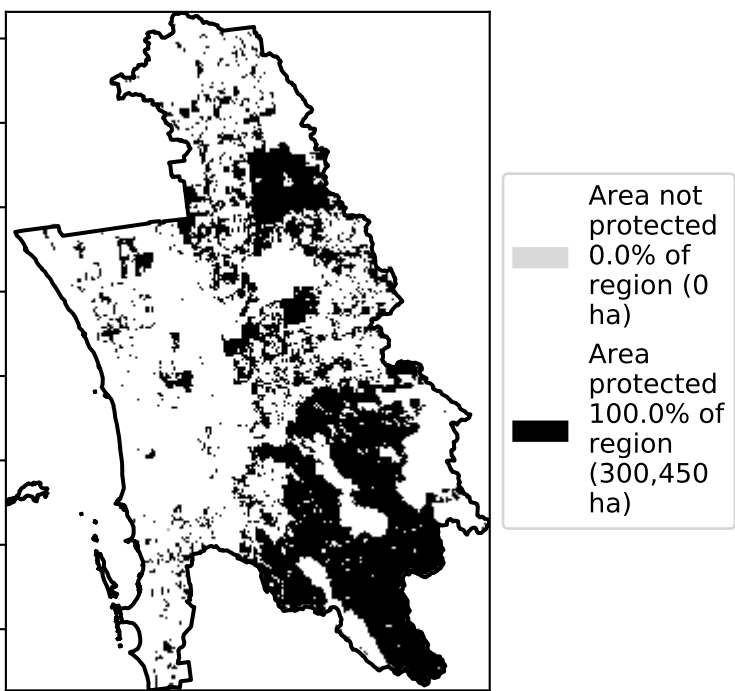 Area not
protected
0.0% of
region (0
ha)
Area
protected
100.0% of
region
(300,450
ha)